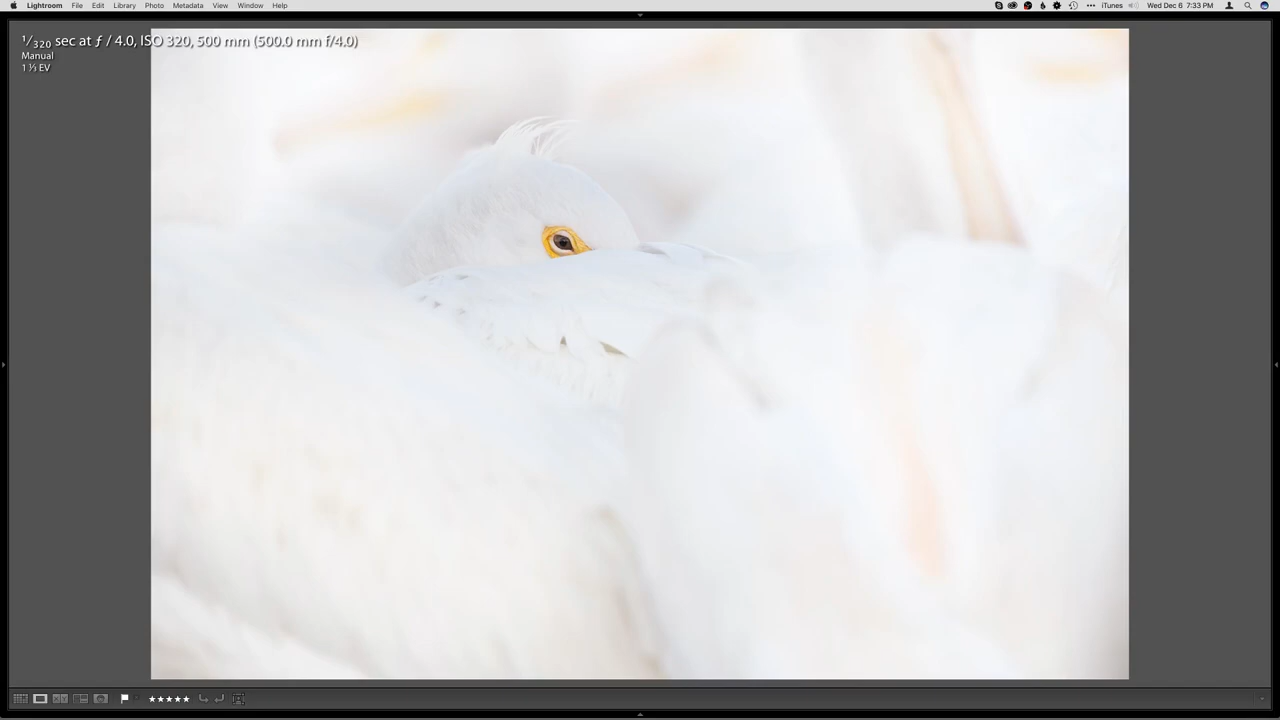 Lightroom File Edit Library Photo Metadata View Window Help iTunes Wed Dec 6 7:33 PM
1/320 sec at ƒ / 4.0, ISO 320, 500 mm (500.0 mm f/4.0)
Manual
1 ⅓ EV